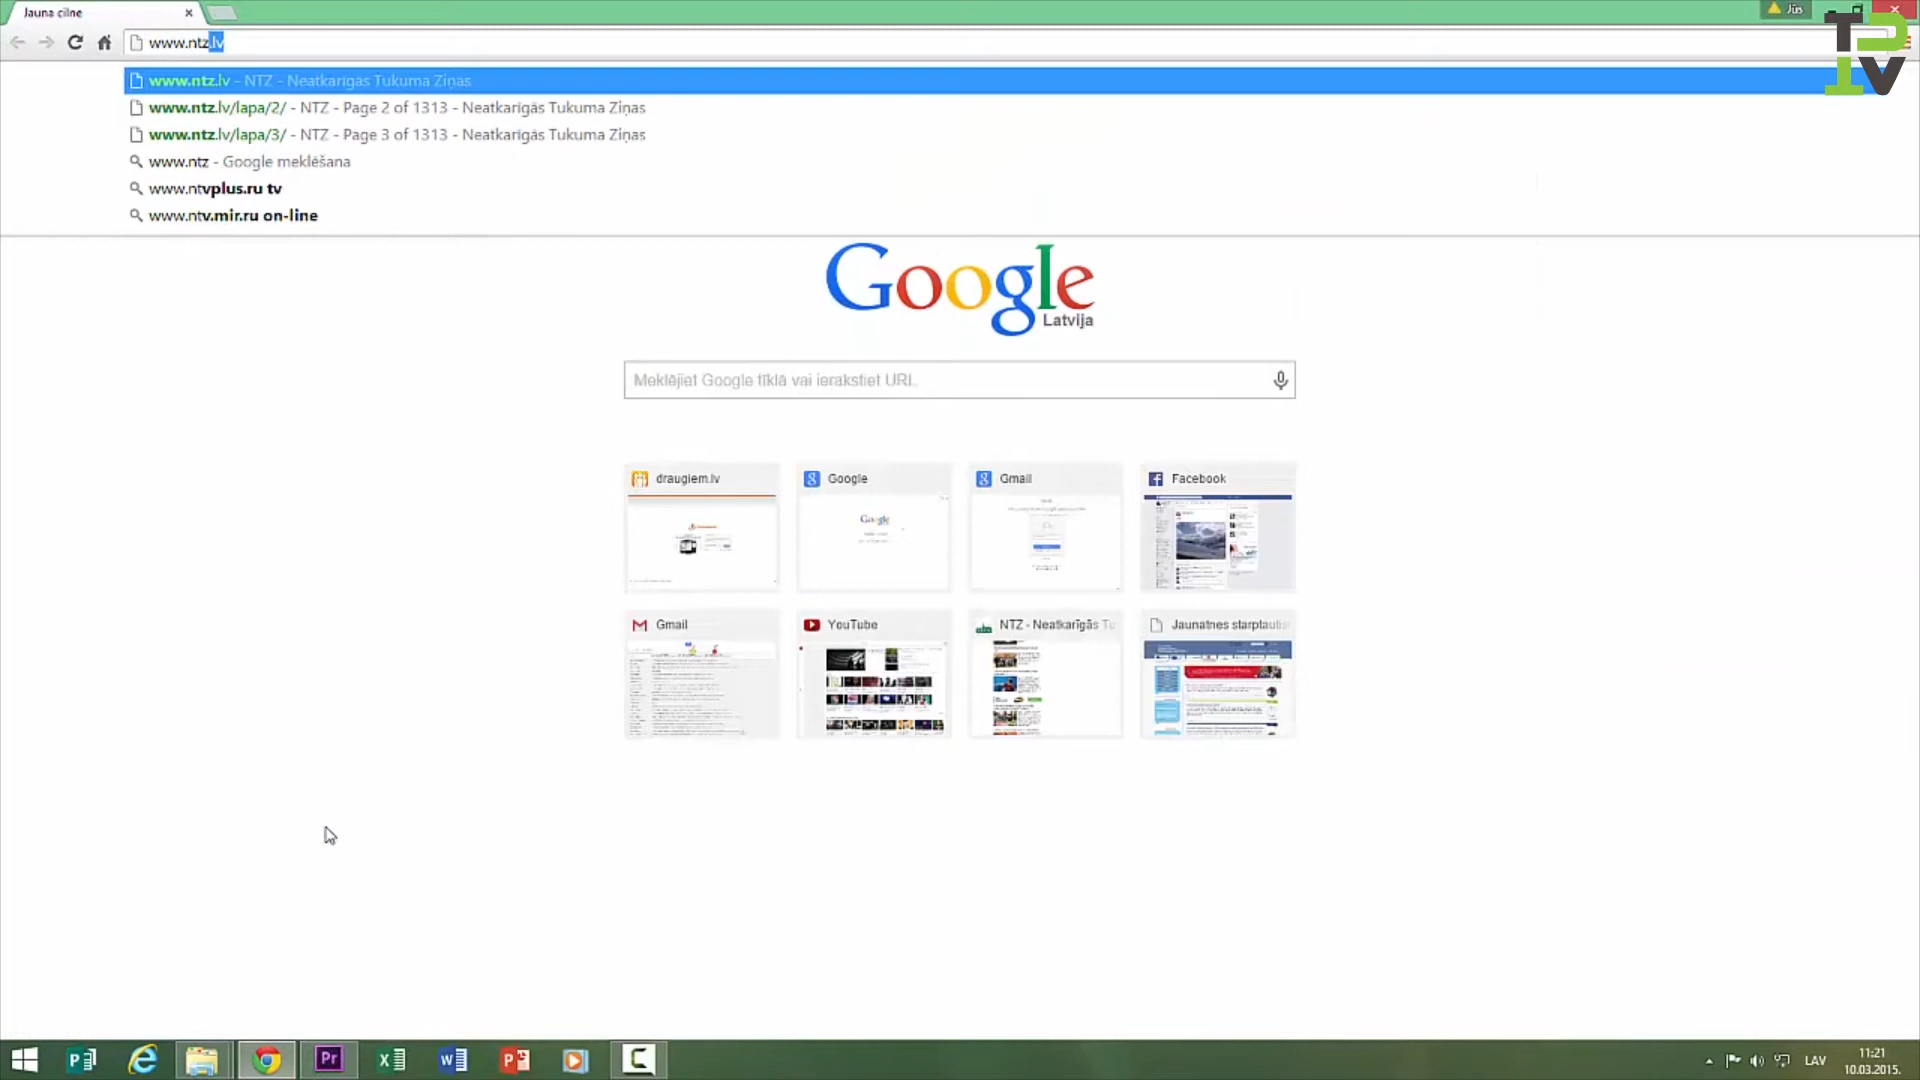 Jauna cilne
Jūs
www.ntz.lv
www.ntz.lv - NTZ - Neatkarīgās Tukuma Ziņas
www.ntz.lv/lapa/2/ - NTZ - Page 2 of 1313 - Neatkarīgās Tukuma Ziņas
www.ntz.lv/lapa/3/ - NTZ - Page 3 of 1313 - Neatkarīgās Tukuma Ziņas
www.ntz - Google meklēšana
www.ntvplus.ru tv
www.ntv.mir.ru on-line
Google
Latvija
Meklējiet Google tīklā vai ierakstiet URL.
draugiem.lv
Google
Gmail
Facebook
Google
Gmail
YouTube
NTZ - Neatkarīgās Tu
Jaunatnes starptautis
LAV
11:21
10.03.2015.